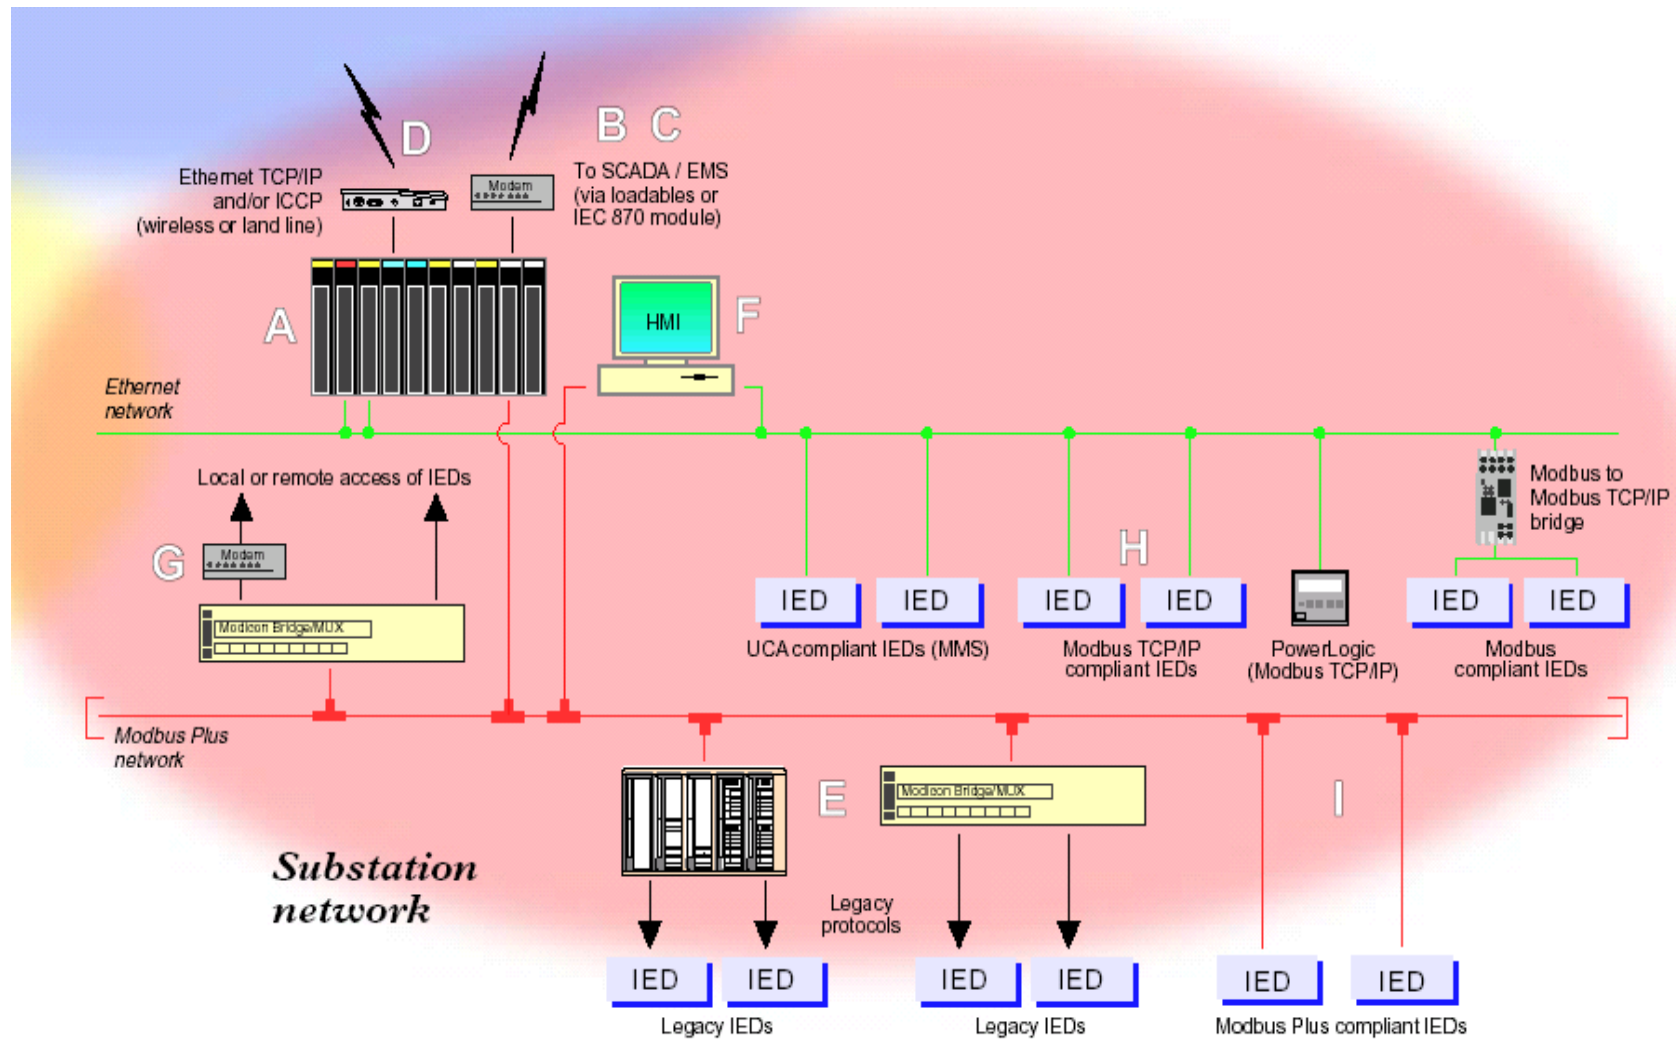 D
B C
Ethernet TCP/IP
and/or ICCP
(wireless or land line)
Modem
To SCADA / EMS
(via loadables or
IEC 870 module)
A
HMI
F
Ethernet
network
Local or remote access of IEDs
Modbus to
Modbus TCP/IP
bridge
G
Modem
H
Modicon Bridge/MUX
IED
IED
IED
IED
IED
IED
UCA compliant IEDs (MMS)
Modbus TCP/IP
compliant IEDs
PowerLogic
(Modbus TCP/IP)
Modbus
compliant IEDs
Modbus Plus
network
E
Modicon Bridge/MUX
I
Substation
network
Legacy
protocols
IED
IED
IED
IED
IED
IED
Legacy IEDs
Legacy IEDs
Modbus Plus compliant IEDs